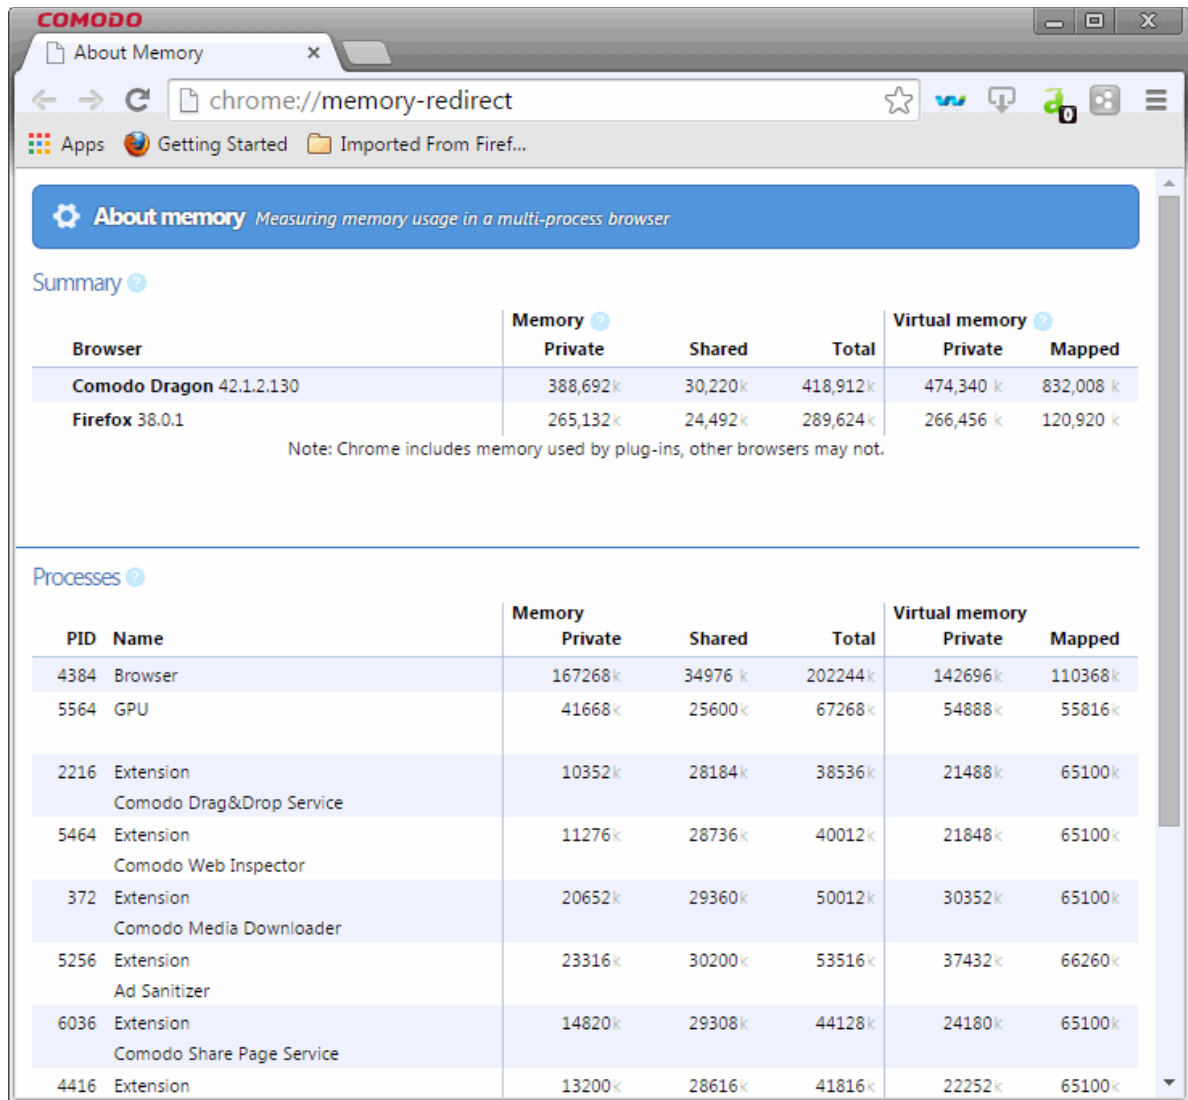 COMODO
About Memory
chrome://memory-redirect
0
Apps Getting Started Imported From Firef...
About memory Measuring memory usage in a multi-process browser
Summary ?
Memory ? Virtual memory ?
Browser Private Shared Total Private Mapped
Comodo Dragon 42.1.2.130 388,692k 30,220k 418,912k 474,340 k 832,008 k
Firefox 38.0.1 265,132k 24,492k 289,624k 266,456 k 120,920 k
Note: Chrome includes memory used by plug-ins, other browsers may not.
Processes ?
Memory Virtual memory
PID Name Private Shared Total Private Mapped
4384 Browser 167268k 34976 k 202244k 142696k 110368k
5564 GPU 41668k 25600k 67268k 54888k 55816k
2216 Extension 10352k 28184k 38536k 21488k 65100k
Comodo Drag&Drop Service
5464 Extension 11276k 28736k 40012k 21848k 65100k
Comodo Web Inspector
372 Extension 20652k 29360k 50012k 30352k 65100k
Comodo Media Downloader
5256 Extension 23316k 30200k 53516k 37432k 66260k
Ad Sanitizer
6036 Extension 14820k 29308k 44128k 24180k 65100k
Comodo Share Page Service
4416 Extension 13200k 28616k 41816k 22252k 65100k